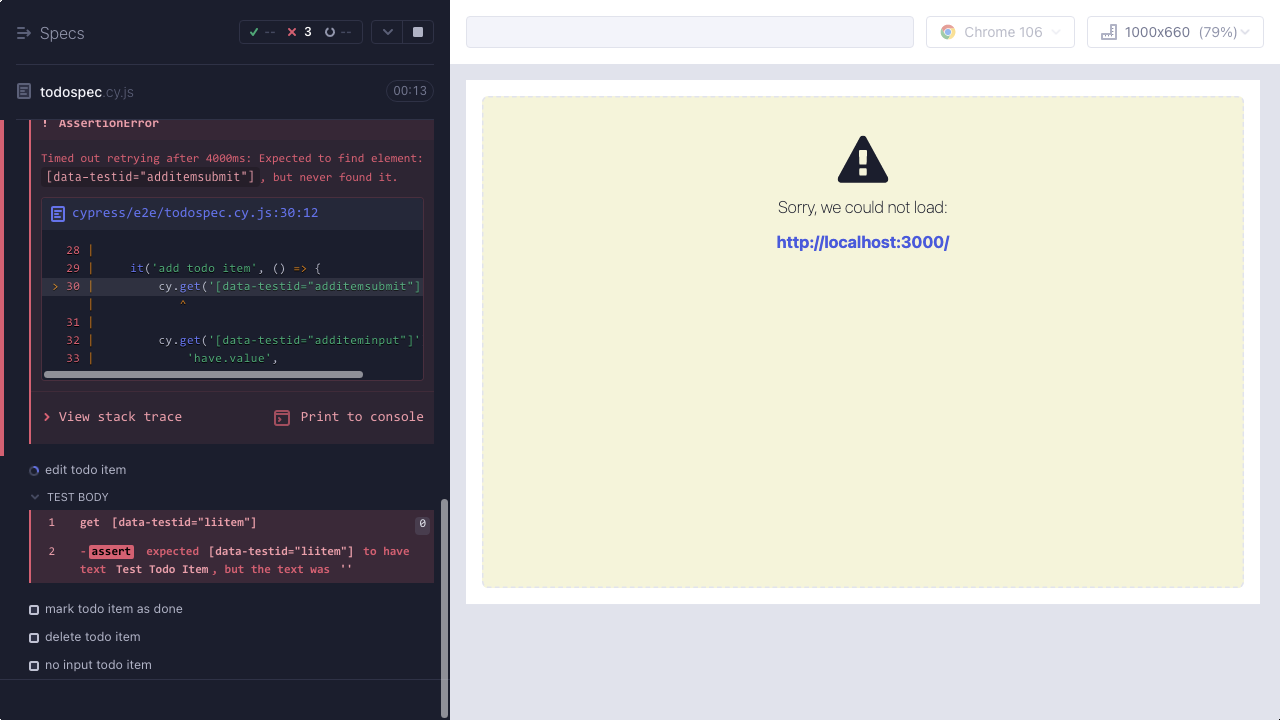 Specs
-- 3 --
todospec.cy.js
00:13
! AssertionError
Timed out retrying after 4000ms: Expected to find element:
[data-testid="additemsubmit"], but never found it.
cypress/e2e/todospec.cy.js:30:12
28 |
29 | it('add todo item', () => {
> 30 | cy.get('[data-testid="additemsubmit"]
| ^
31 |
32 | cy.get('[data-testid="additeminput"]'
33 | 'have.value',
View stack trace
Print to console
edit todo item
TEST BODY
1 get [data-testid="liitem"] 0
2 -assert expected [data-testid="liitem"] to have
text Test Todo Item, but the text was ''
mark todo item as done
delete todo item
no input todo item
Chrome 106
1000x660 (79%)
Sorry, we could not load:
http://localhost:3000/